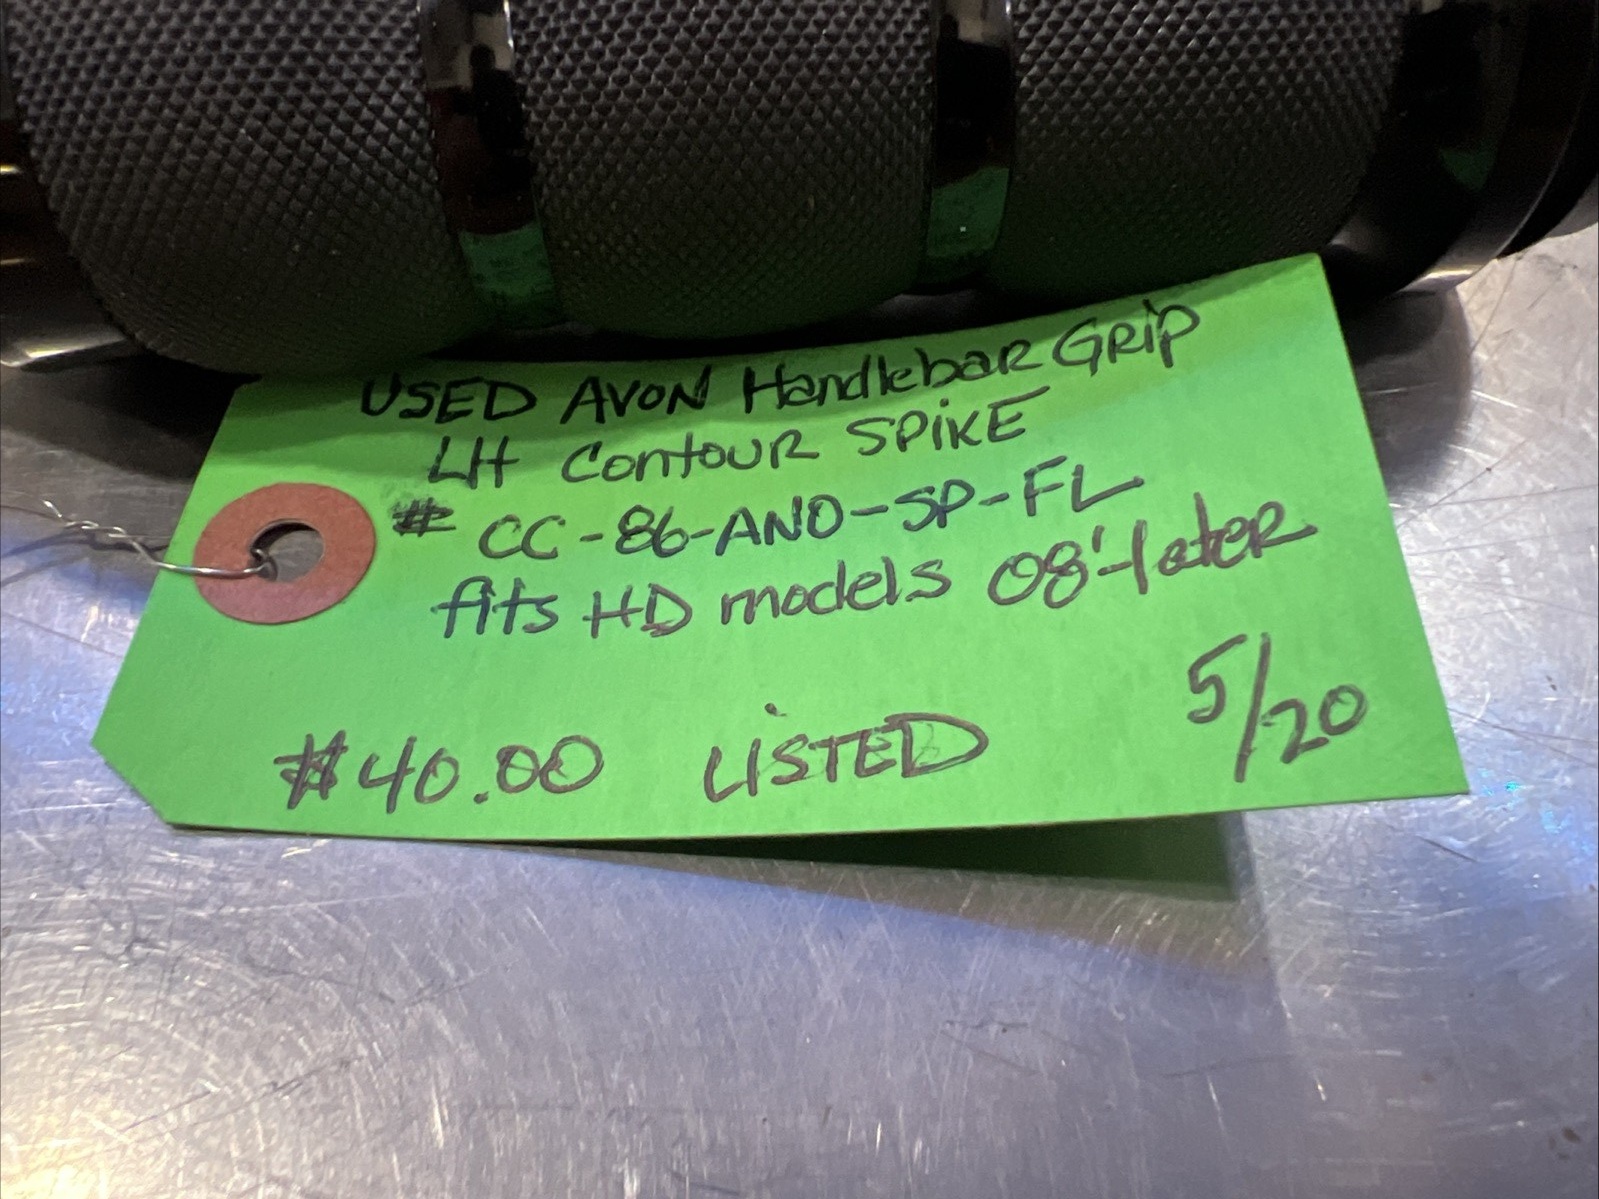 USED AVON Handlebar Grip
LH Contour SPiKE
# CC-86-ANO-SP-FL
fits HD models 08'-later
$40.00 LiSTED 5/20